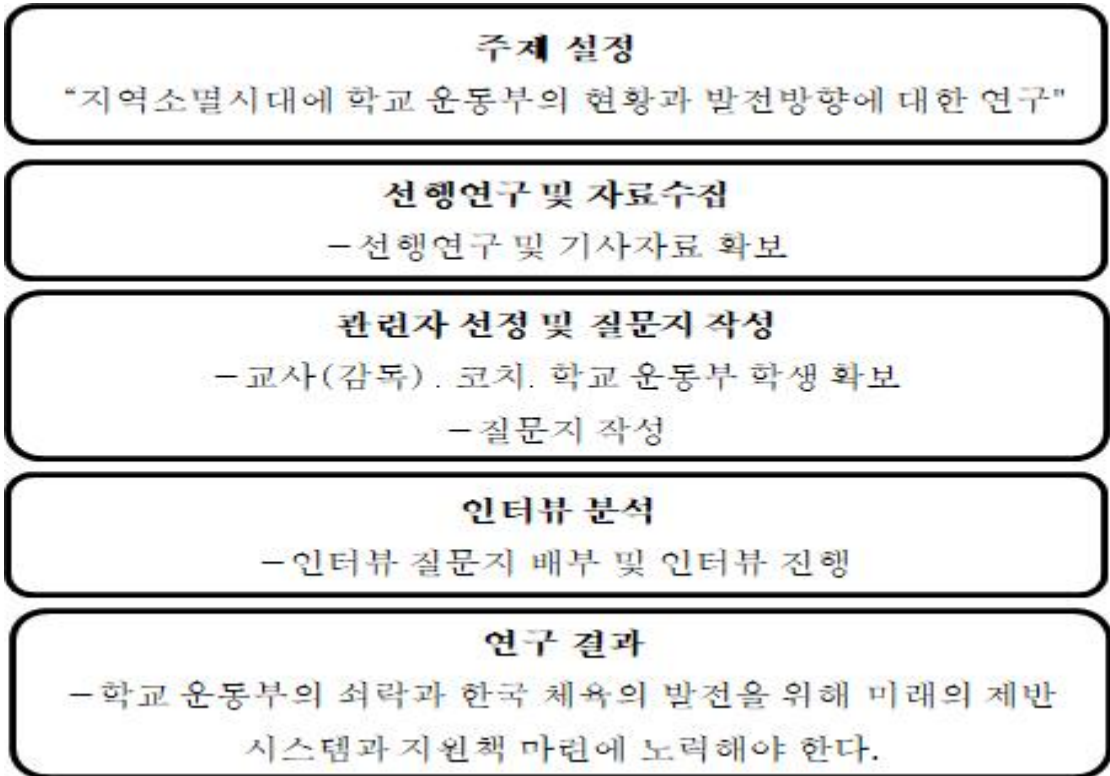 주제 설정
“지역소멸시대에 학교 운동부의 현황과 발전방향에 대한 연구"
선행연구 및 자료수집
－선행연구 및 기사자료 확보
관련자 선정 및 질문지 작성
－교사(감독). 코치. 학교 운동부 학생 확보
－질문지 작성
인터뷰 분석
－인터뷰 질문지 배부 및 인터뷰 진행
연구 결과
－학교 운동부의 쇠락과 한국 체육의 발전을 위해 미래의 제반
시스템과 지원책 마련에 노력해야 한다.